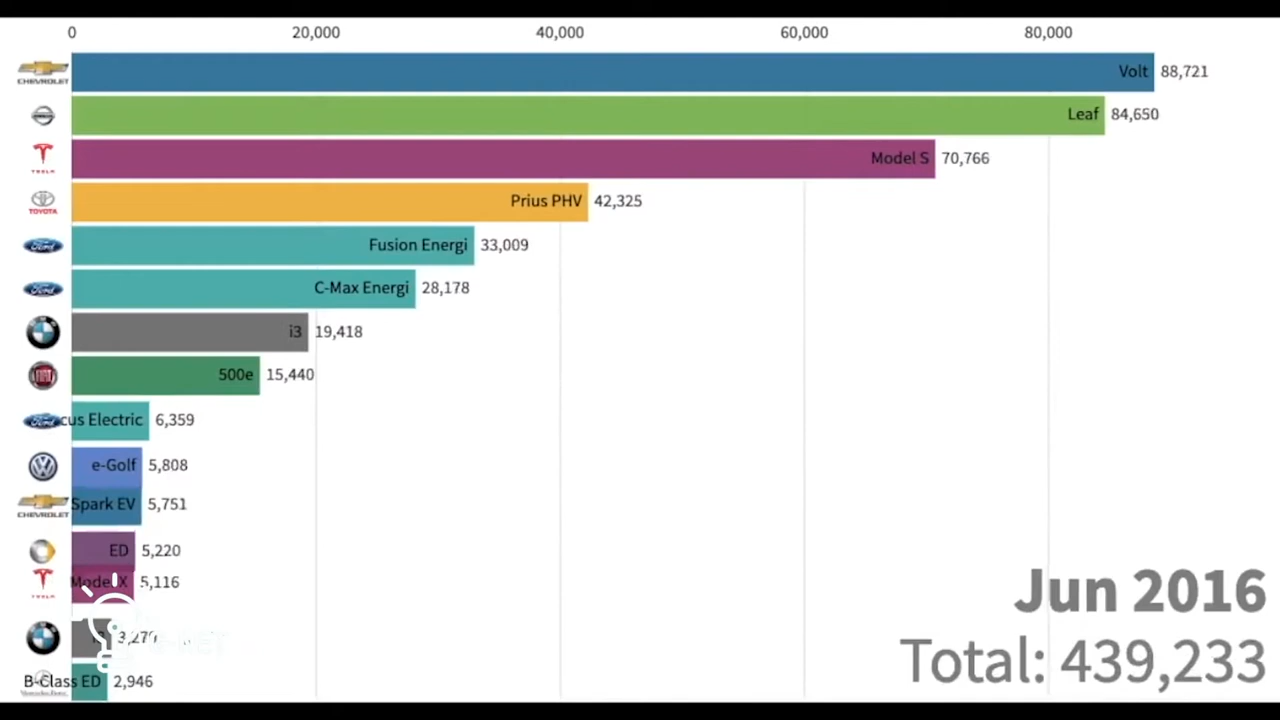 0 20,000 40,000 60,000 80,000
CHEVROLET Volt 88,721
Leaf 84,650
TESLA Model S 70,766
TOYOTA Prius PHV 42,325
Ford Fusion Energi 33,009
Ford C-Max Energi 28,178
i3 19,418
FIAT 500e 15,440
Ford cus Electric 6,359
e-Golf 5,808
CHEVROLET Spark EV 5,751
ED 5,220
TESLA Model X 5,116
B-Class ED 2,946
Jun 2016
Total: 439,233